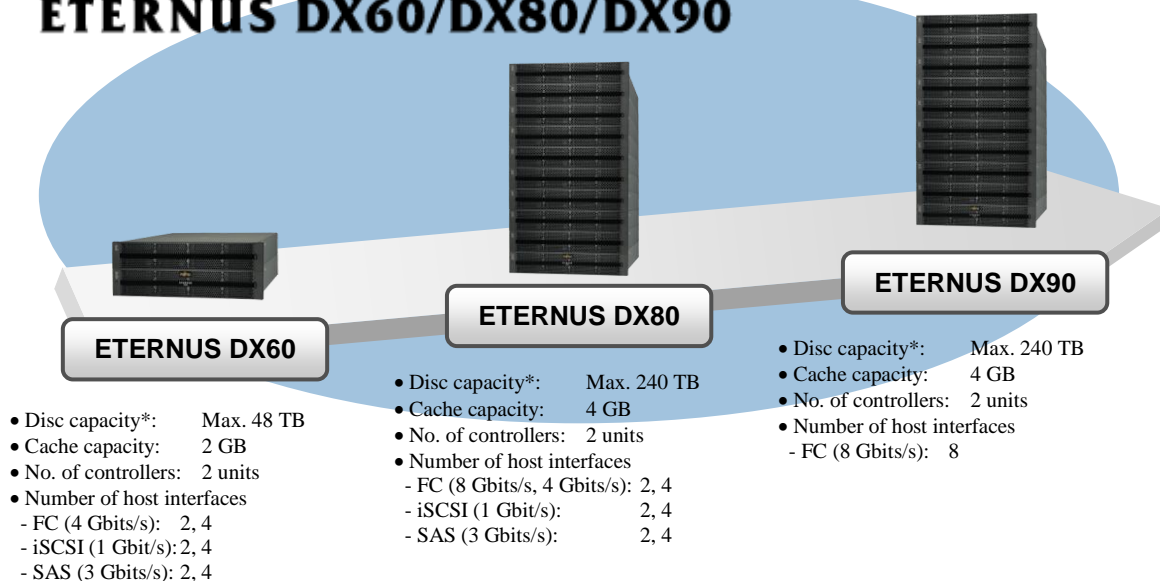 ETERNUS DX60/DX80/DX90
ETERNUS DX60
• Disc capacity*: Max. 48 TB
• Cache capacity: 2 GB
• No. of controllers: 2 units
• Number of host interfaces
- FC (4 Gbits/s): 2, 4
- iSCSI (1 Gbit/s): 2, 4
- SAS (3 Gbits/s): 2, 4
ETERNUS DX80
• Disc capacity*: Max. 240 TB
• Cache capacity: 4 GB
• No. of controllers: 2 units
• Number of host interfaces
- FC (8 Gbits/s, 4 Gbits/s): 2, 4
- iSCSI (1 Gbit/s): 2, 4
- SAS (3 Gbits/s): 2, 4
ETERNUS DX90
• Disc capacity*: Max. 240 TB
• Cache capacity: 4 GB
• No. of controllers: 2 units
• Number of host interfaces
- FC (8 Gbits/s): 8